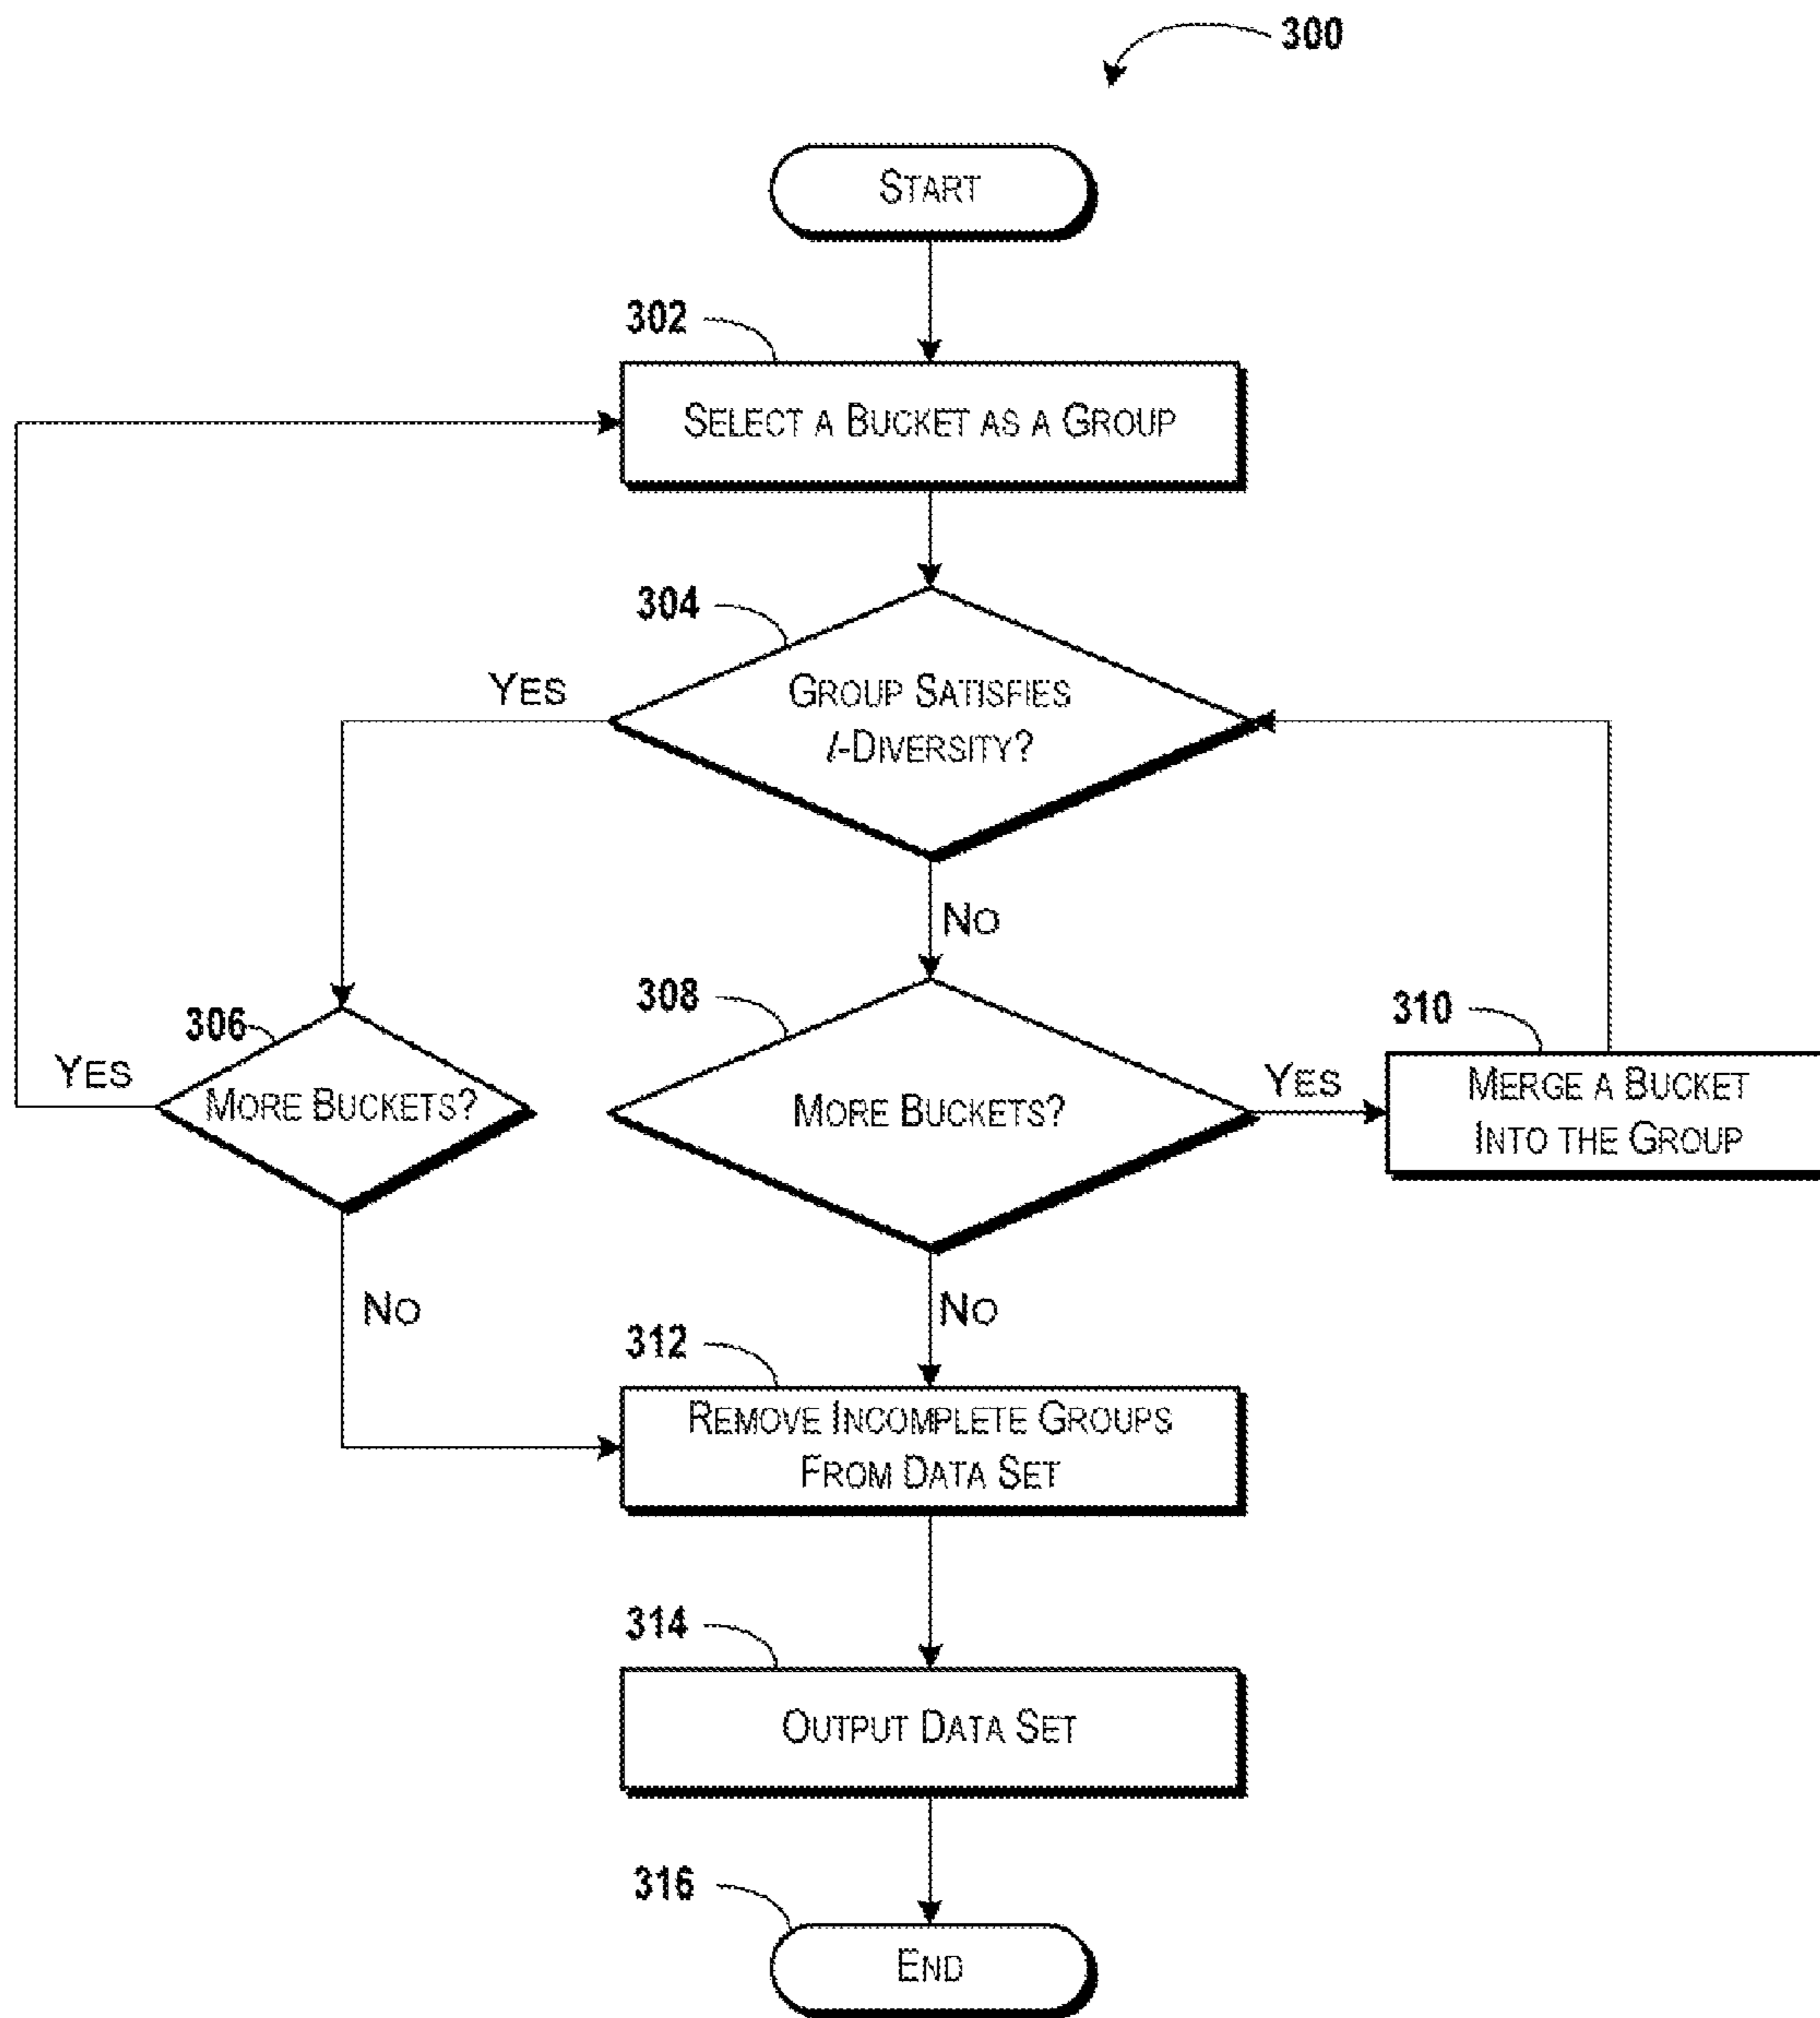 300
START
302
SELECT A BUCKET AS A GROUP
304
YES
GROUP SATISFIES
l-DIVERSITY?
NO
306
308
310
YES
MORE BUCKETS?
MORE BUCKETS?
YES
MERGE A BUCKET
INTO THE GROUP
NO
NO
312
REMOVE INCOMPLETE GROUPS
FROM DATA SET
314
OUTPUT DATA SET
316
END